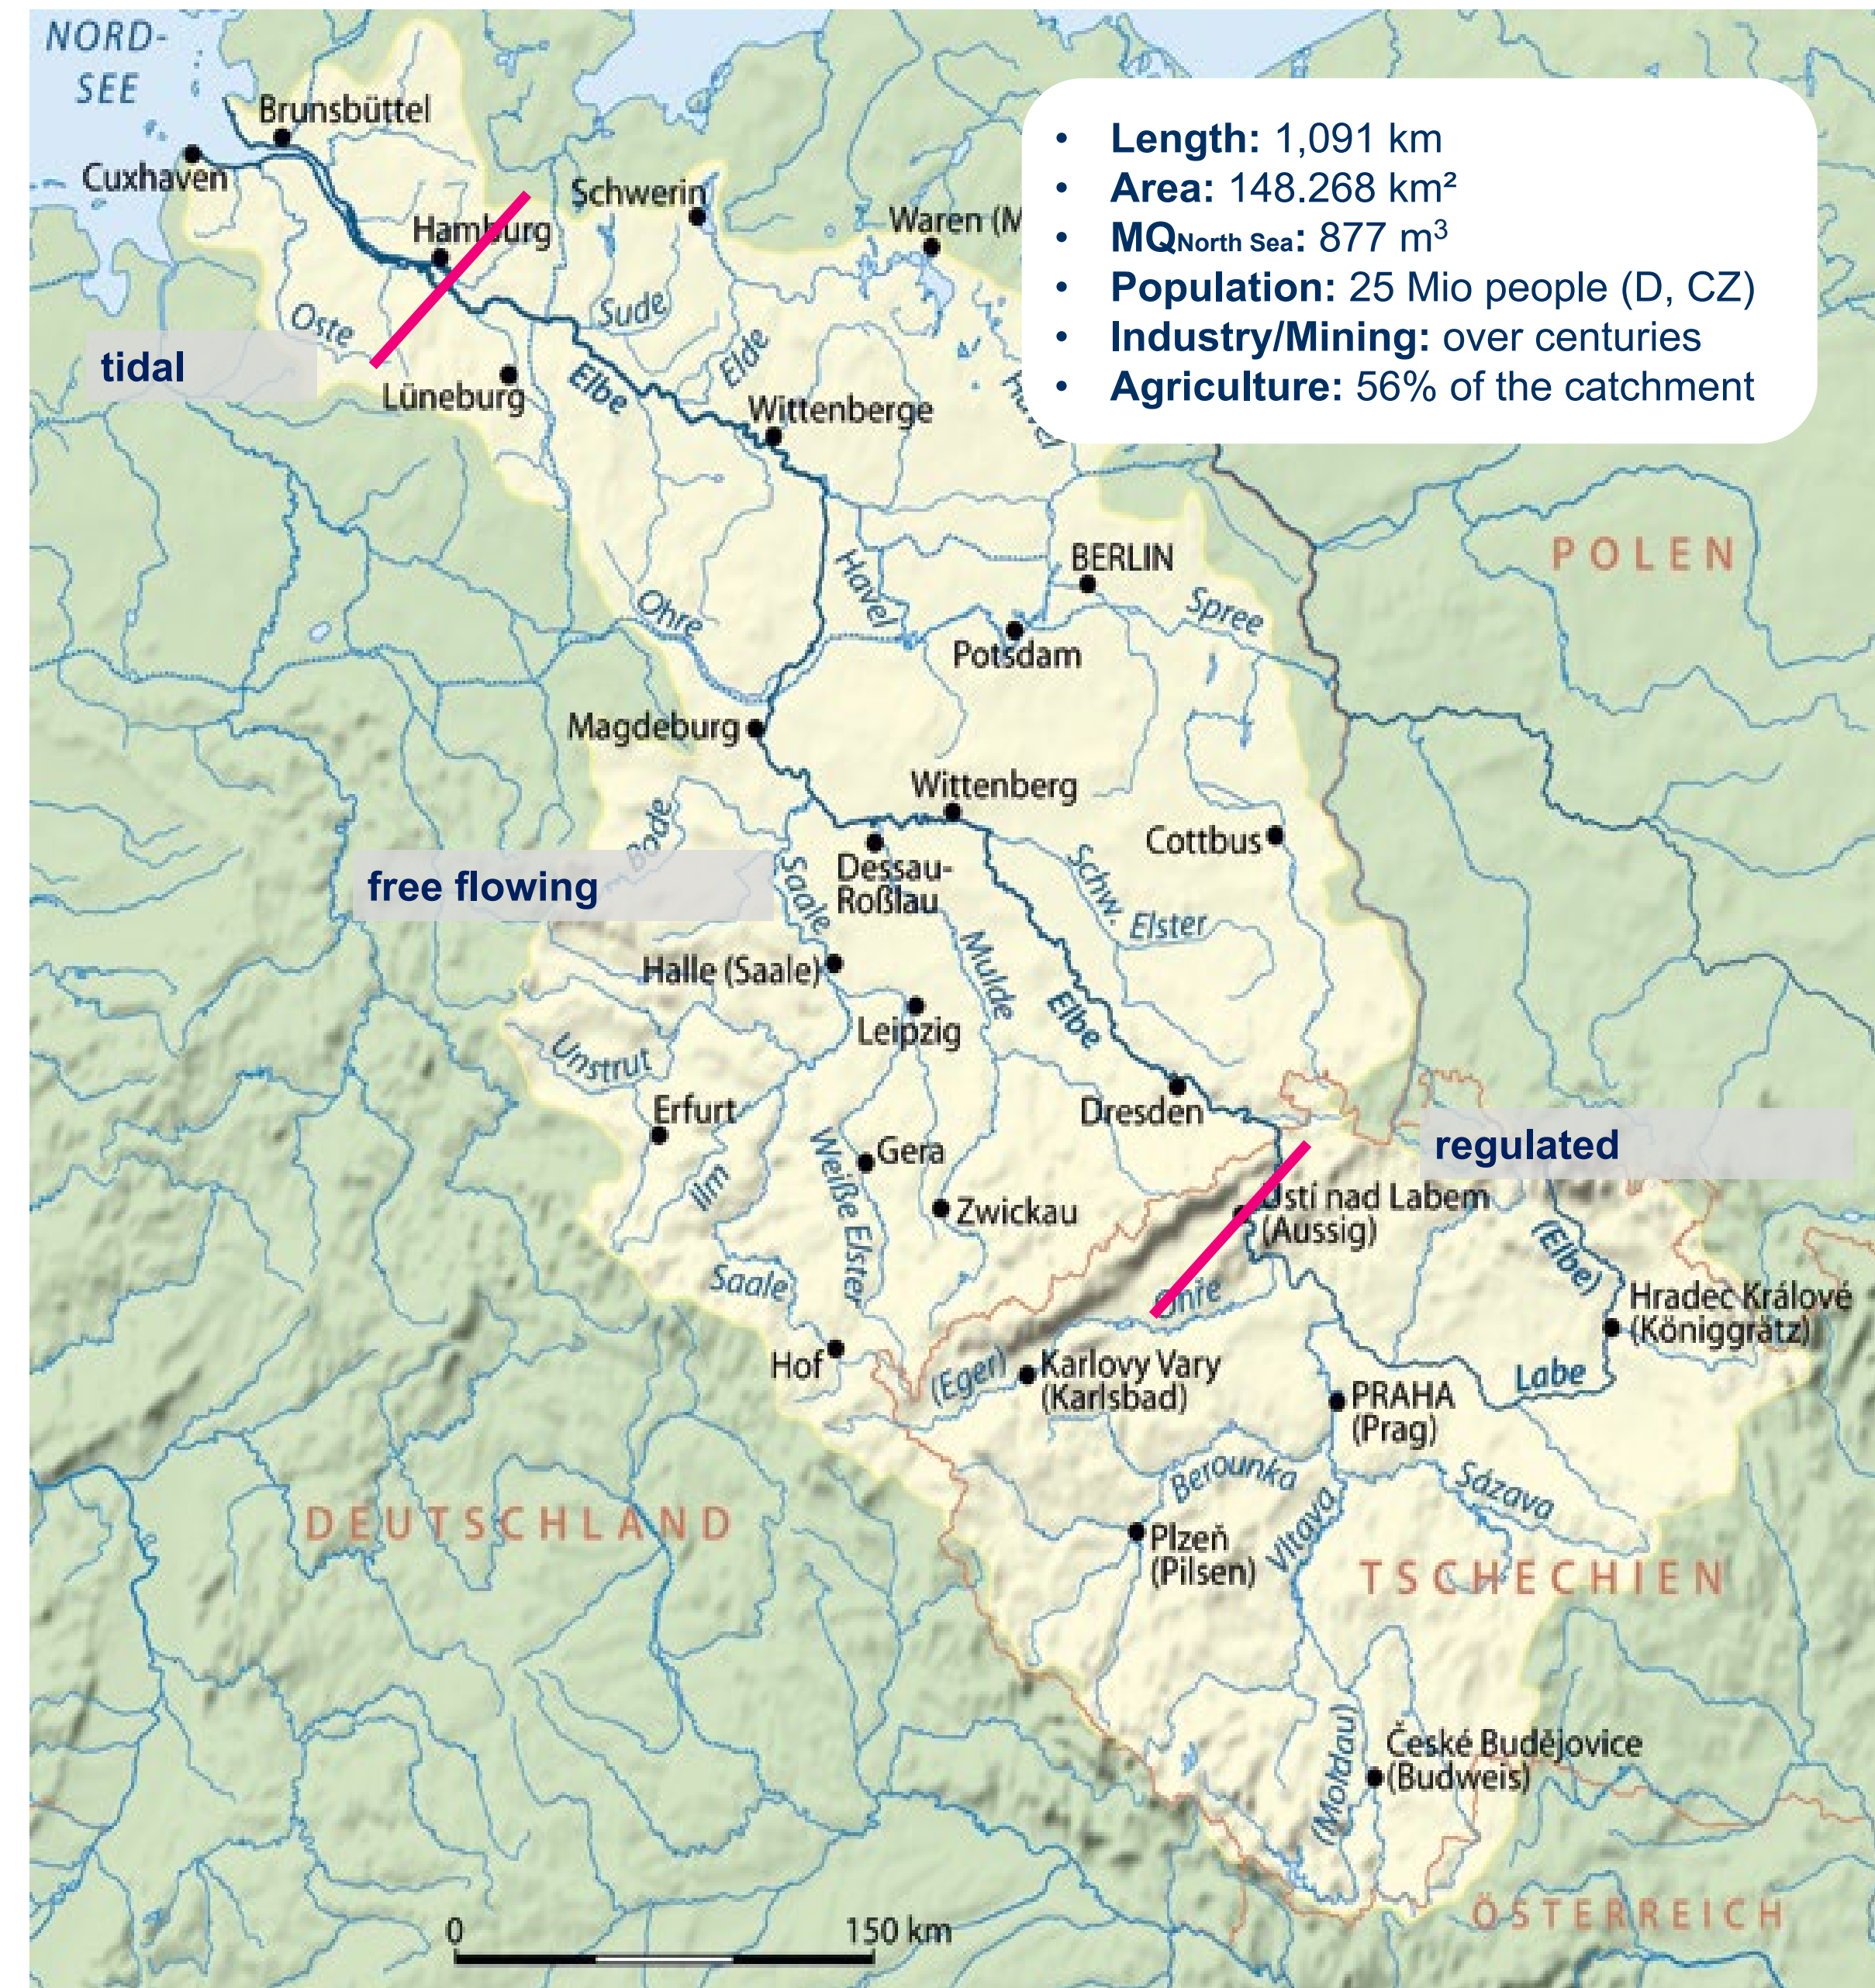 NORD-
SEE
Brunsbüttel
Cuxhaven
Hamburg
Schwerin
Waren (M
• Length: 1,091 km
• Area: 148.268 km²
• MQNorth Sea: 877 m³
• Population: 25 Mio people (D, CZ)
• Industry/Mining: over centuries
• Agriculture: 56% of the catchment
Oste
Sude
Elde
tidal
Lüneburg
Elbe
Wittenberge
POLEN
BERLIN
Havel
Ohre
Spree
Potsdam
Magdeburg
Wittenberg
Bode
Cottbus
free flowing
Saale
Dessau-
Roßlau
Schw.
Elster
Halle (Saale)
Mulde
Elbe
Leipzig
Unstrut
Erfurt
Dresden
regulated
Ilm
Weiße Elster
Gera
Zwickau
Ústí nad Labem
(Aussig)
(Elbe)
Saale
Ohře
Hradec Králové
(Königgrätz)
Hof
(Eger)
Karlovy Vary
(Karlsbad)
Labe
PRAHA
(Prag)
Berounka
Sázava
DEUTSCHLAND
Plzeň
(Pilsen)
Vltava
TSCHECHIEN
(Moldau)
České Budějovice
(Budweis)
ÖSTERREICH
0
150 km